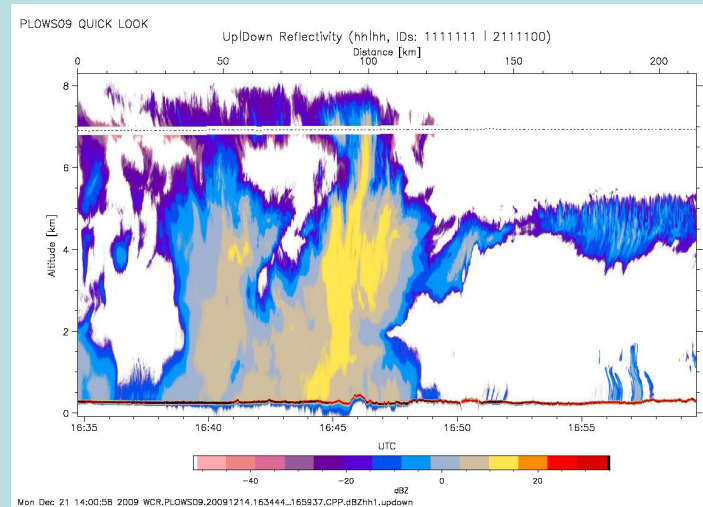 PLOWS09 QUICK LOOK
Up|Down Reflectivity (hh|hh, IDs: 1111111 | 2111100)
Distance [km]
0 50 100 150 200
8
6
4
2
0
Altitude [km]
16:35 16:40 16:45 16:50 16:55
UTC
-40 -20 0 20
dBZ
Mon Dec 21 14:00:56 2009 WCR.PLOWS09.20091214.163444_165937.CPP.dBZhh1.updown